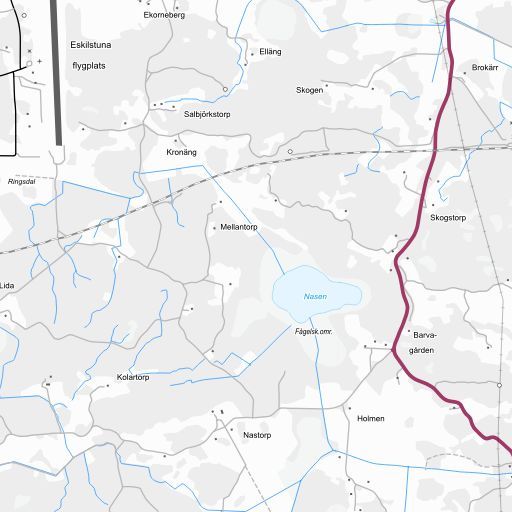 Ekorneberg
Eskilstuna
flygplats
Elläng
Brokärr
Skogen
Salbjörkstorp
Kronäng
Ringsdal
Skogstorp
Mellantorp
Lida
Nasen
Fågelsk.omr.
Barva-
gården
Kolartorp
Holmen
Nastorp